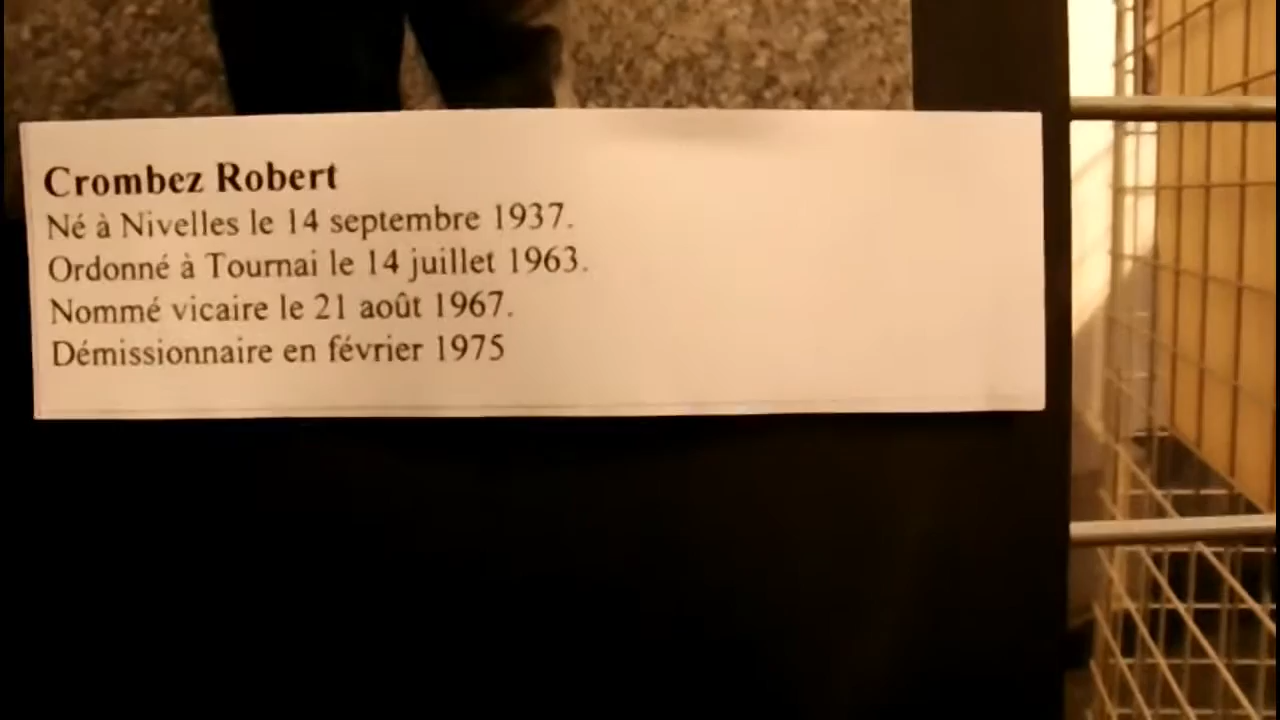 Crombez Robert
Né à Nivelles le 14 septembre 1937.
Ordonné à Tournai le 14 juillet 1963.
Nommé vicaire le 21 août 1967.
Démissionnaire en février 1975